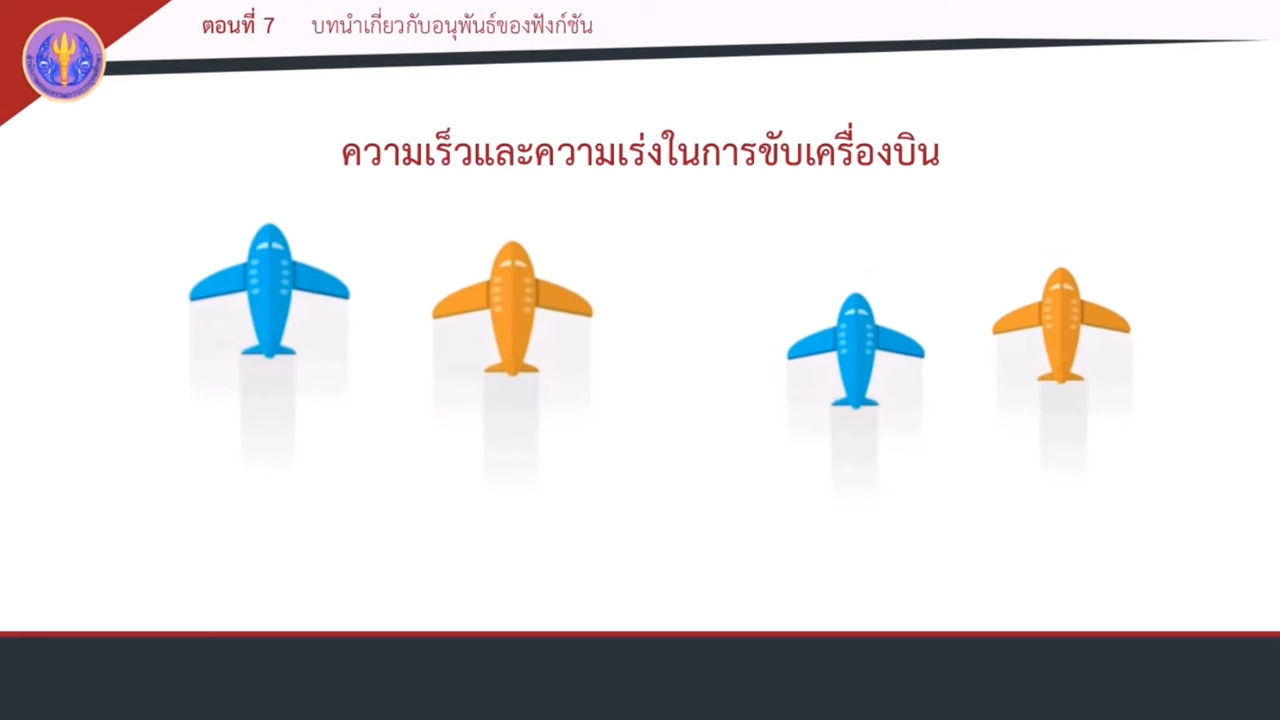 ตอนที่ 7 บทนำเกี่ยวกับอนุพันธ์ของฟังก์ชัน
ความเร็วและความเร่งในการขับเครื่องบิน